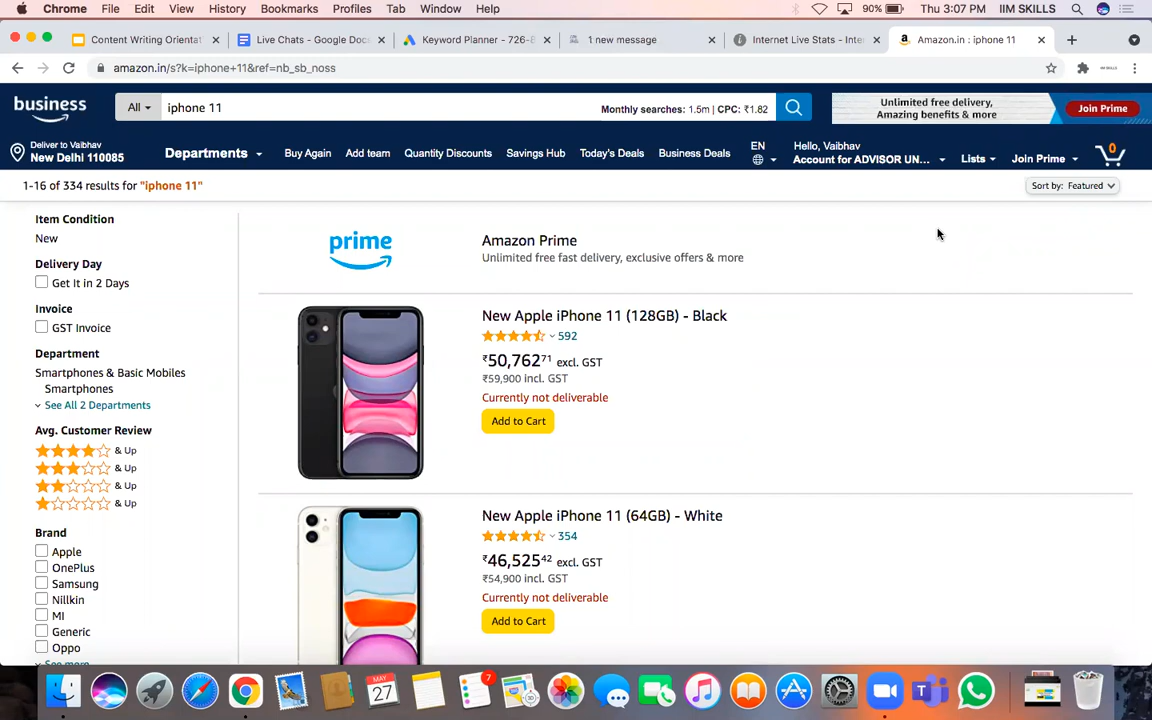 Chrome File Edit View History Bookmarks Profiles Tab Window Help 90% Thu 3:07 PM IIM SKILLS
Content Writing Orientat Live Chats - Google Docs Keyword Planner - 726-8 1 new message Internet Live Stats - Inte Amazon.in : iphone 11
amazon.in/s?k=iphone+11&ref=nb_sb_noss
business All iphone 11 Monthly searches: 1.5m | CPC: ₹1.82 Unlimited free delivery, Amazing benefits & more Join Prime
Deliver to Vaibhav
New Delhi 110085
Departments Buy Again Add team Quantity Discounts Savings Hub Today's Deals Business Deals EN
Hello, Vaibhav
Account for ADVISOR UN... Lists Join Prime 0
1-16 of 334 results for "iphone 11" Sort by: Featured
Item Condition
New
Delivery Day
Get It in 2 Days
Invoice
GST Invoice
Department
Smartphones & Basic Mobiles
Smartphones
See All 2 Departments
Avg. Customer Review
& Up
& Up
& Up
& Up
Brand
Apple
OnePlus
Samsung
Nillkin
MI
Generic
Oppo
See more
prime
Amazon Prime
Unlimited free fast delivery, exclusive offers & more
New Apple iPhone 11 (128GB) - Black
592
₹50,76271 excl. GST
₹59,900 incl. GST
Currently not deliverable
Add to Cart
New Apple iPhone 11 (64GB) - White
354
₹46,52542 excl. GST
₹54,900 incl. GST
Currently not deliverable
Add to Cart
MAY
27
7